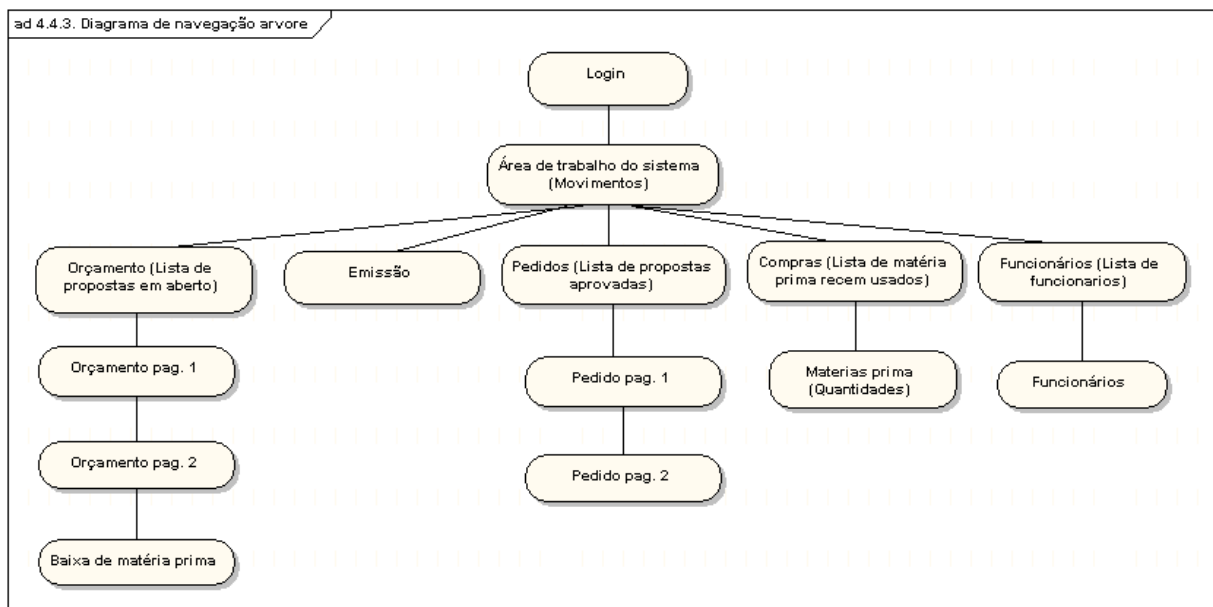 ad 4.4.3. Diagrama de navegação arvore
Login
Área de trabalho do sistema
(Movimentos)
Orçamento (Lista de
propostas em aberto)
Emissão
Pedidos (Lista de propostas
aprovadas)
Compras (Lista de matéria
prima recem usados)
Funcionários (Lista de
funcionarios)
Orçamento pag. 1
Pedido pag. 1
Materias prima
(Quantidades)
Funcionários
Orçamento pag. 2
Pedido pag. 2
Baixa de matéria prima